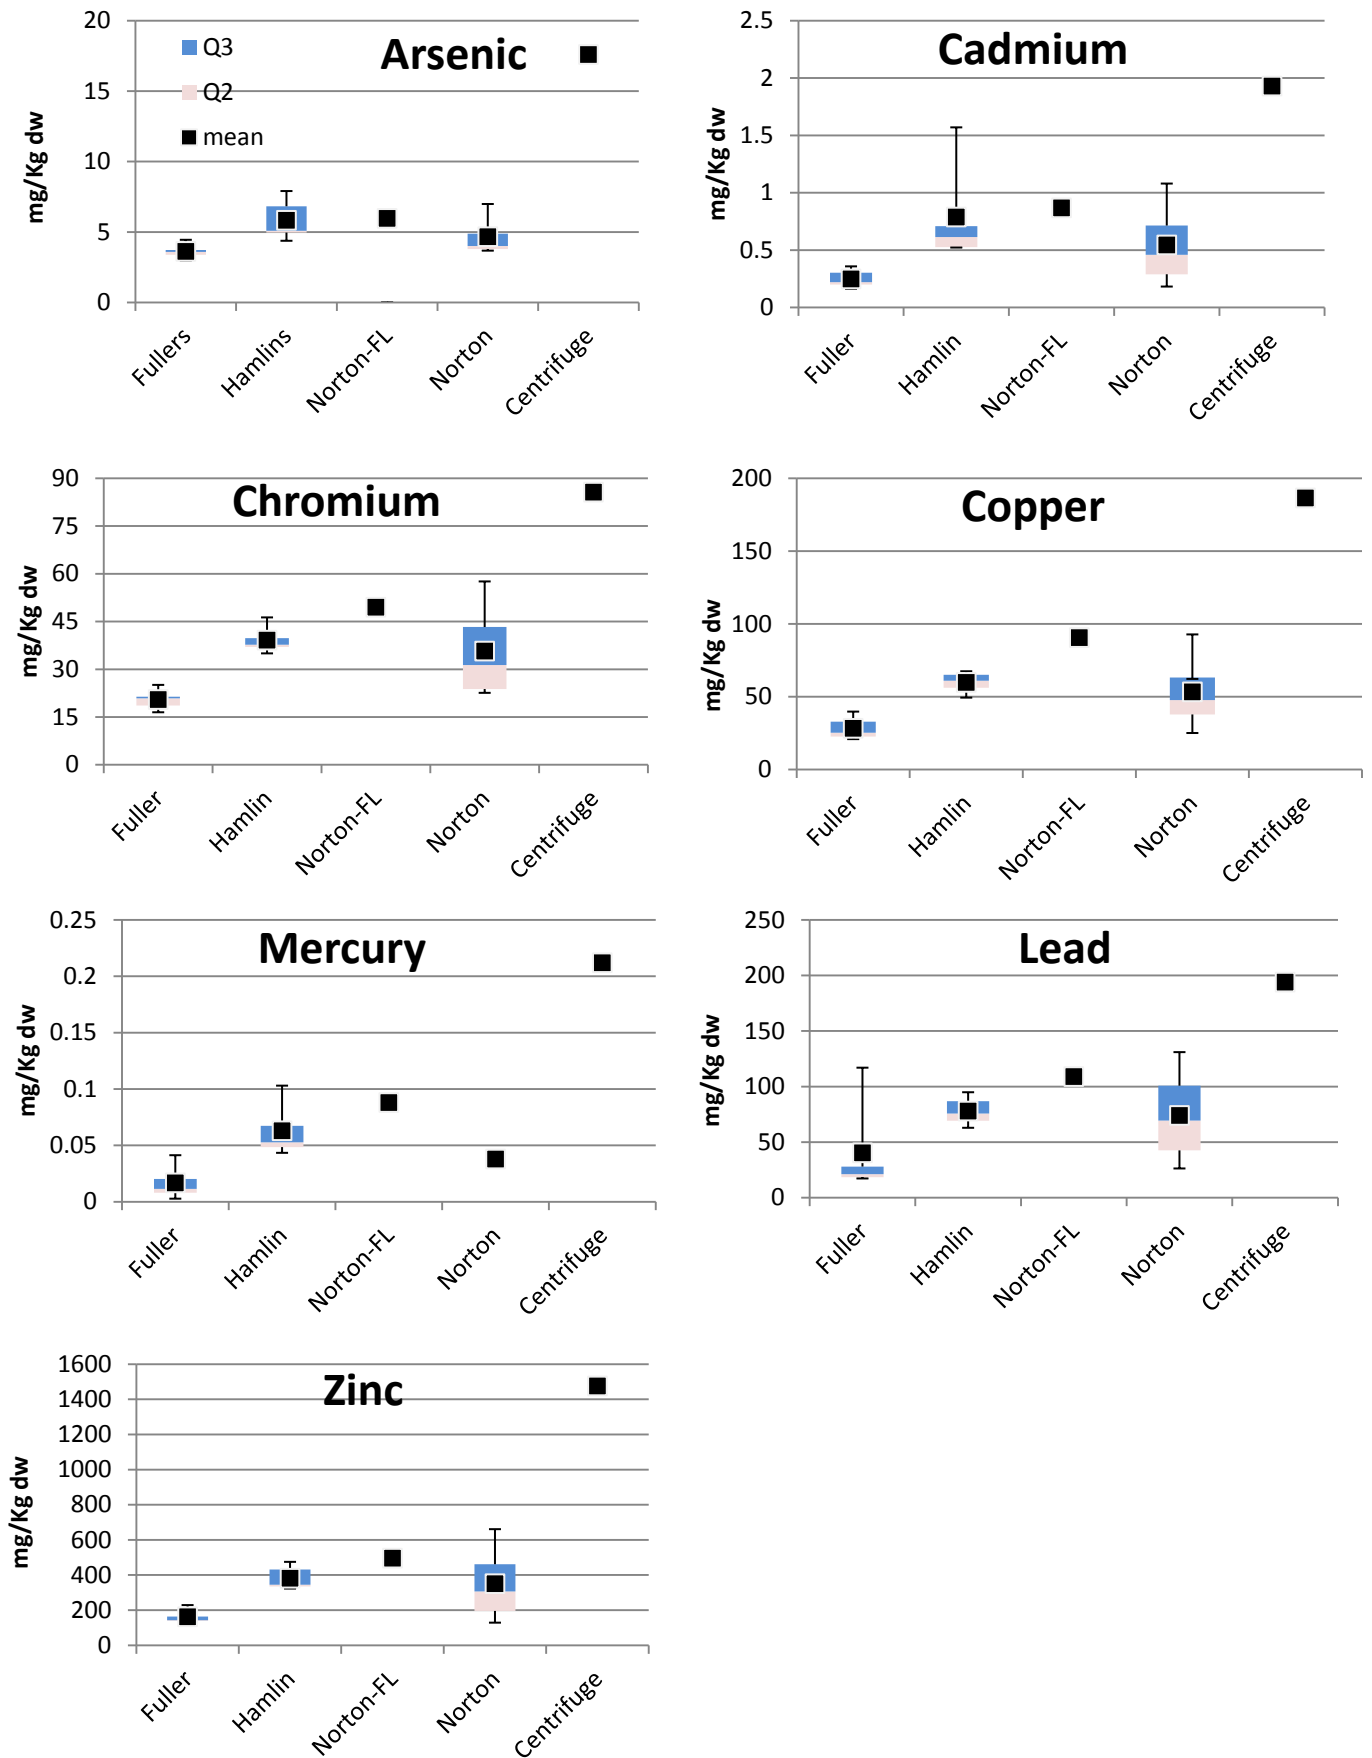 Arsenic
mg/Kg dw
20
15
10
5
0
Q3
Q2
mean
Fullers
Hamlins
Norton-FL
Norton
Centrifuge
Cadmium
mg/Kg dw
2.5
2
1.5
1
0.5
0
Fuller
Hamlin
Norton-FL
Norton
Centrifuge
Chromium
mg/Kg dw
90
75
60
45
30
15
0
Fuller
Hamlin
Norton-FL
Norton
Centrifuge
Copper
mg/Kg dw
200
150
100
50
0
Fuller
Hamlin
Norton-FL
Norton
Centrifuge
Mercury
mg/Kg dw
0.25
0.2
0.15
0.1
0.05
0
Fuller
Hamlin
Norton-FL
Norton
Centrifuge
Lead
mg/Kg dw
250
200
150
100
50
0
Fuller
Hamlin
Norton-FL
Norton
Centrifuge
Zinc
mg/Kg dw
1600
1400
1200
1000
800
600
400
200
0
Fuller
Hamlin
Norton-FL
Norton
Centrifuge